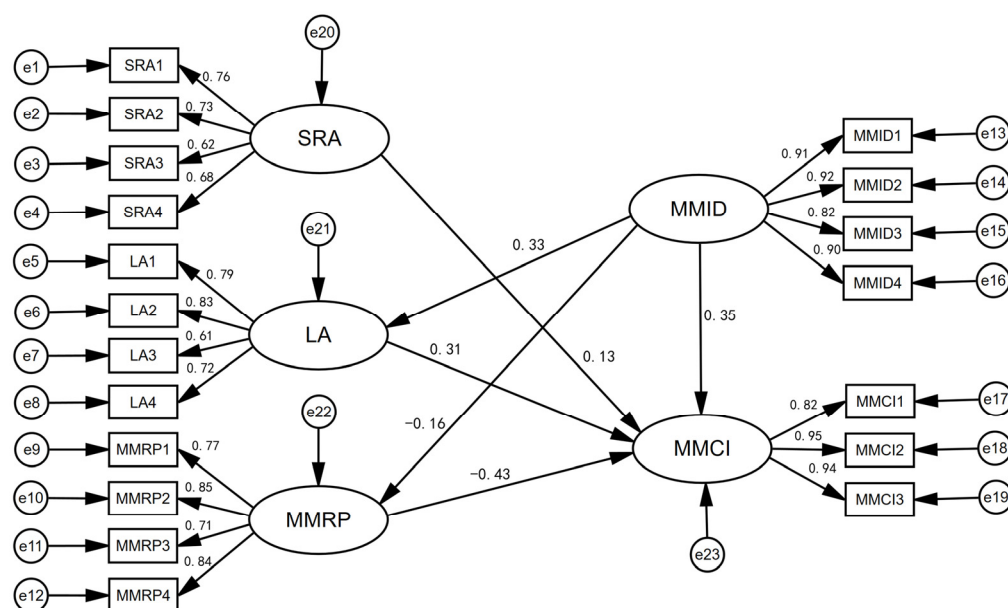 e20
e1 SRA1 0.76
e2 SRA2 0.73
SRA
e3 SRA3 0.62
e4 SRA4 0.68
e13 MMID1 0.91
e14 MMID2 0.92
MMID
e15 MMID3 0.82
e16 MMID4 0.90
e21
e5 LA1 0.79
e6 LA2 0.83
LA
e7 LA3 0.61
e8 LA4 0.72
0.33
0.35
0.31
0.13
-0.16
-0.43
e22
e9 MMRP1 0.77
e10 MMRP2 0.85
MMRP
e11 MMRP3 0.71
e12 MMRP4 0.84
0.82 MMCI1 e17
MMCI
0.95 MMCI2 e18
0.94 MMCI3 e19
e23